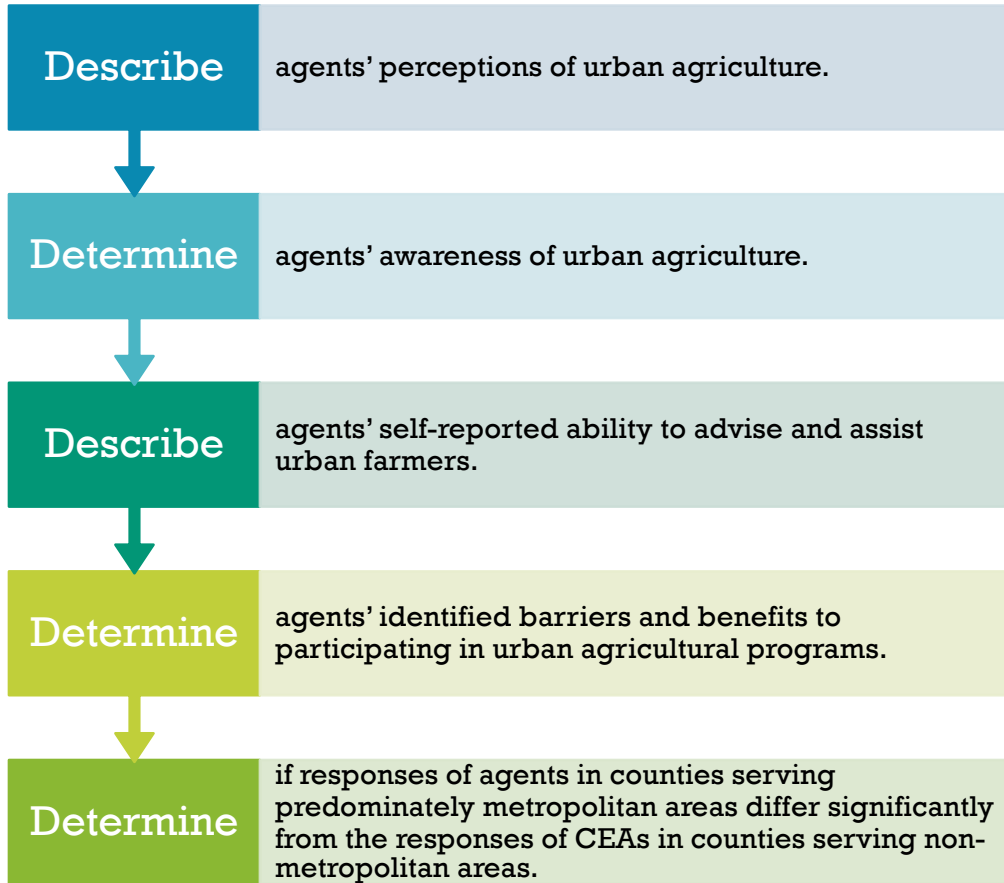 Describe
agents’ perceptions of urban agriculture.
Determine
agents’ awareness of urban agriculture.
Describe
agents’ self-reported ability to advise and assist
urban farmers.
Determine
agents’ identified barriers and benefits to
participating in urban agricultural programs.
Determine
if responses of agents in counties serving
predominately metropolitan areas differ significantly
from the responses of CEAs in counties serving non-
metropolitan areas.